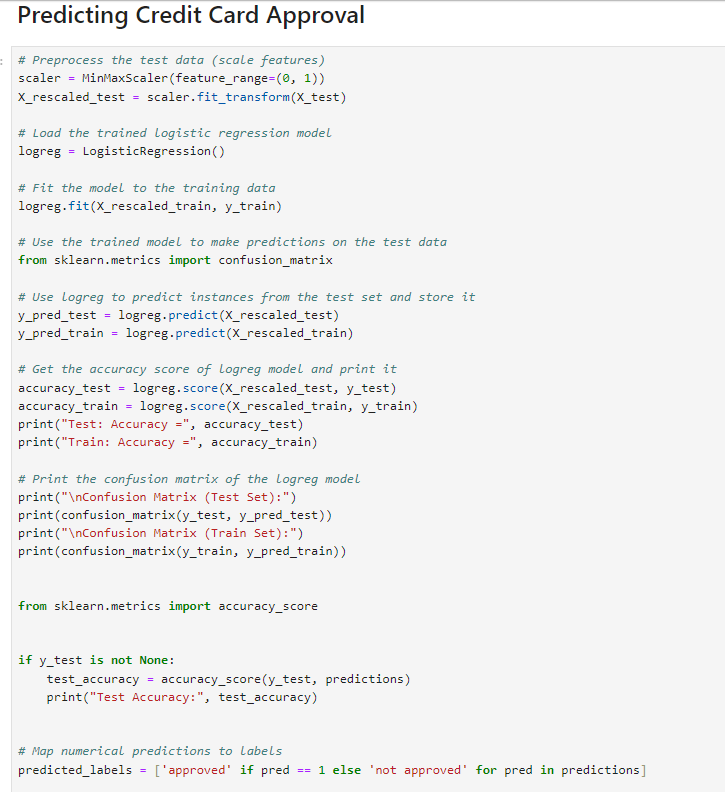 Predicting Credit Card Approval
# Preprocess the test data (scale features)
scaler = MinMaxScaler(feature_range=(0, 1))
X_rescaled_test = scaler.fit_transform(X_test)
# Load the trained logistic regression model
logreg = LogisticRegression()
# Fit the model to the training data
logreg.fit(X_rescaled_train, y_train)
# Use the trained model to make predictions on the test data
from sklearn.metrics import confusion_matrix
# Use logreg to predict instances from the test set and store it
y_pred_test = logreg.predict(X_rescaled_test)
y_pred_train = logreg.predict(X_rescaled_train)
# Get the accuracy score of logreg model and print it
accuracy_test = logreg.score(X_rescaled_test, y_test)
accuracy_train = logreg.score(X_rescaled_train, y_train)
print("Test: Accuracy =", accuracy_test)
print("Train: Accuracy =", accuracy_train)
# Print the confusion matrix of the logreg model
print("\nConfusion Matrix (Test Set):")
print(confusion_matrix(y_test, y_pred_test))
print("\nConfusion Matrix (Train Set):")
print(confusion_matrix(y_train, y_pred_train))
from sklearn.metrics import accuracy_score
if y_test is not None:
    test_accuracy = accuracy_score(y_test, predictions)
    print("Test Accuracy:", test_accuracy)
# Map numerical predictions to labels
predicted_labels = ['approved' if pred == 1 else 'not approved' for pred in predictions]